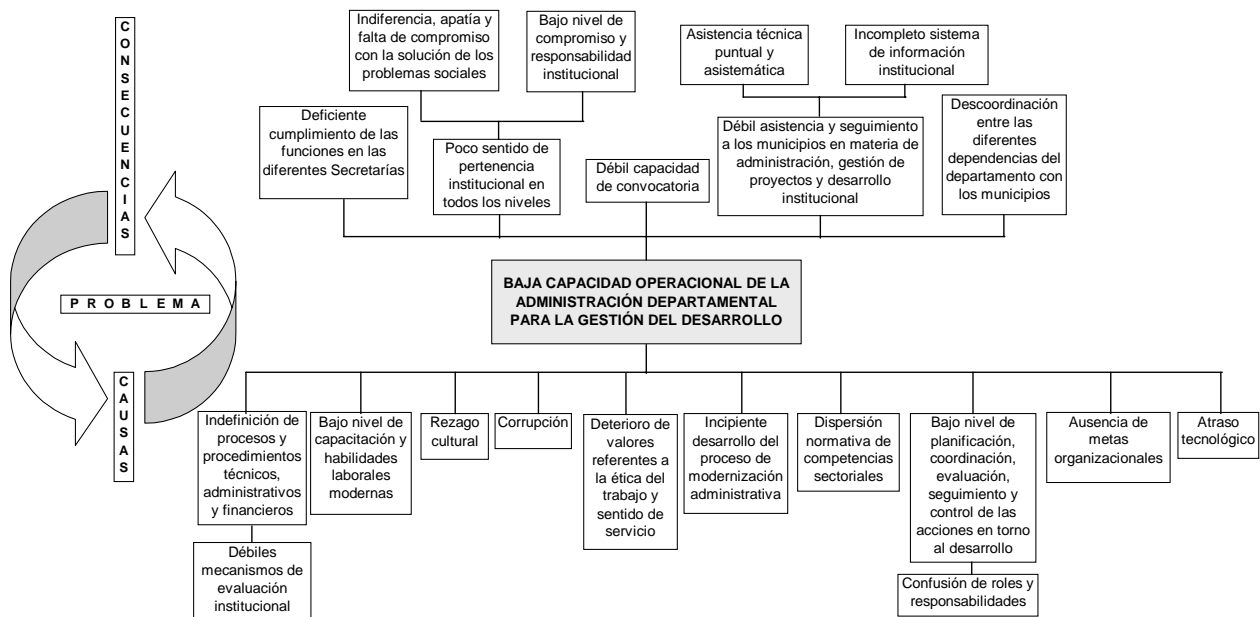 CONSECUENCIAS
PROBLEMA
CAUSAS
Indiferencia, apatía y
falta de compromiso
con la solución de los
problemas sociales
Bajo nivel de
compromiso y
responsabilidad
institucional
Asistencia técnica
puntual y
asistemática
Incompleto sistema
de información
institucional
Deficiente
cumplimiento de las
funciones en las
diferentes Secretarías
Poco sentido de
pertenencia
institucional en
todos los niveles
Débil capacidad
de convocatoria
Débil asistencia y seguimiento
a los municipios en materia de
administración, gestión de
proyectos y desarrollo
institucional
Descoordinación
entre las
diferentes
dependencias del
departamento con
los municipios
BAJA CAPACIDAD OPERACIONAL DE LA
ADMINISTRACIÓN DEPARTAMENTAL
PARA LA GESTIÓN DEL DESARROLLO
Indefinición de
procesos y
procedimientos
técnicos,
administrativos
y financieros
Bajo nivel de
capacitación y
habilidades
laborales
modernas
Rezago
cultural
Corrupción
Deterioro de
valores
referentes a
la ética del
trabajo y
sentido de
servicio
Incipiente
desarrollo del
proceso de
modernización
administrativa
Dispersión
normativa de
competencias
sectoriales
Bajo nivel de
planificación,
coordinación,
evaluación,
seguimiento y
control de las
acciones en torno
al desarrollo
Ausencia de
metas
organizacionales
Atraso
tecnológico
Débiles
mecanismos de
evaluación
institucional
Confusión de roles y
responsabilidades